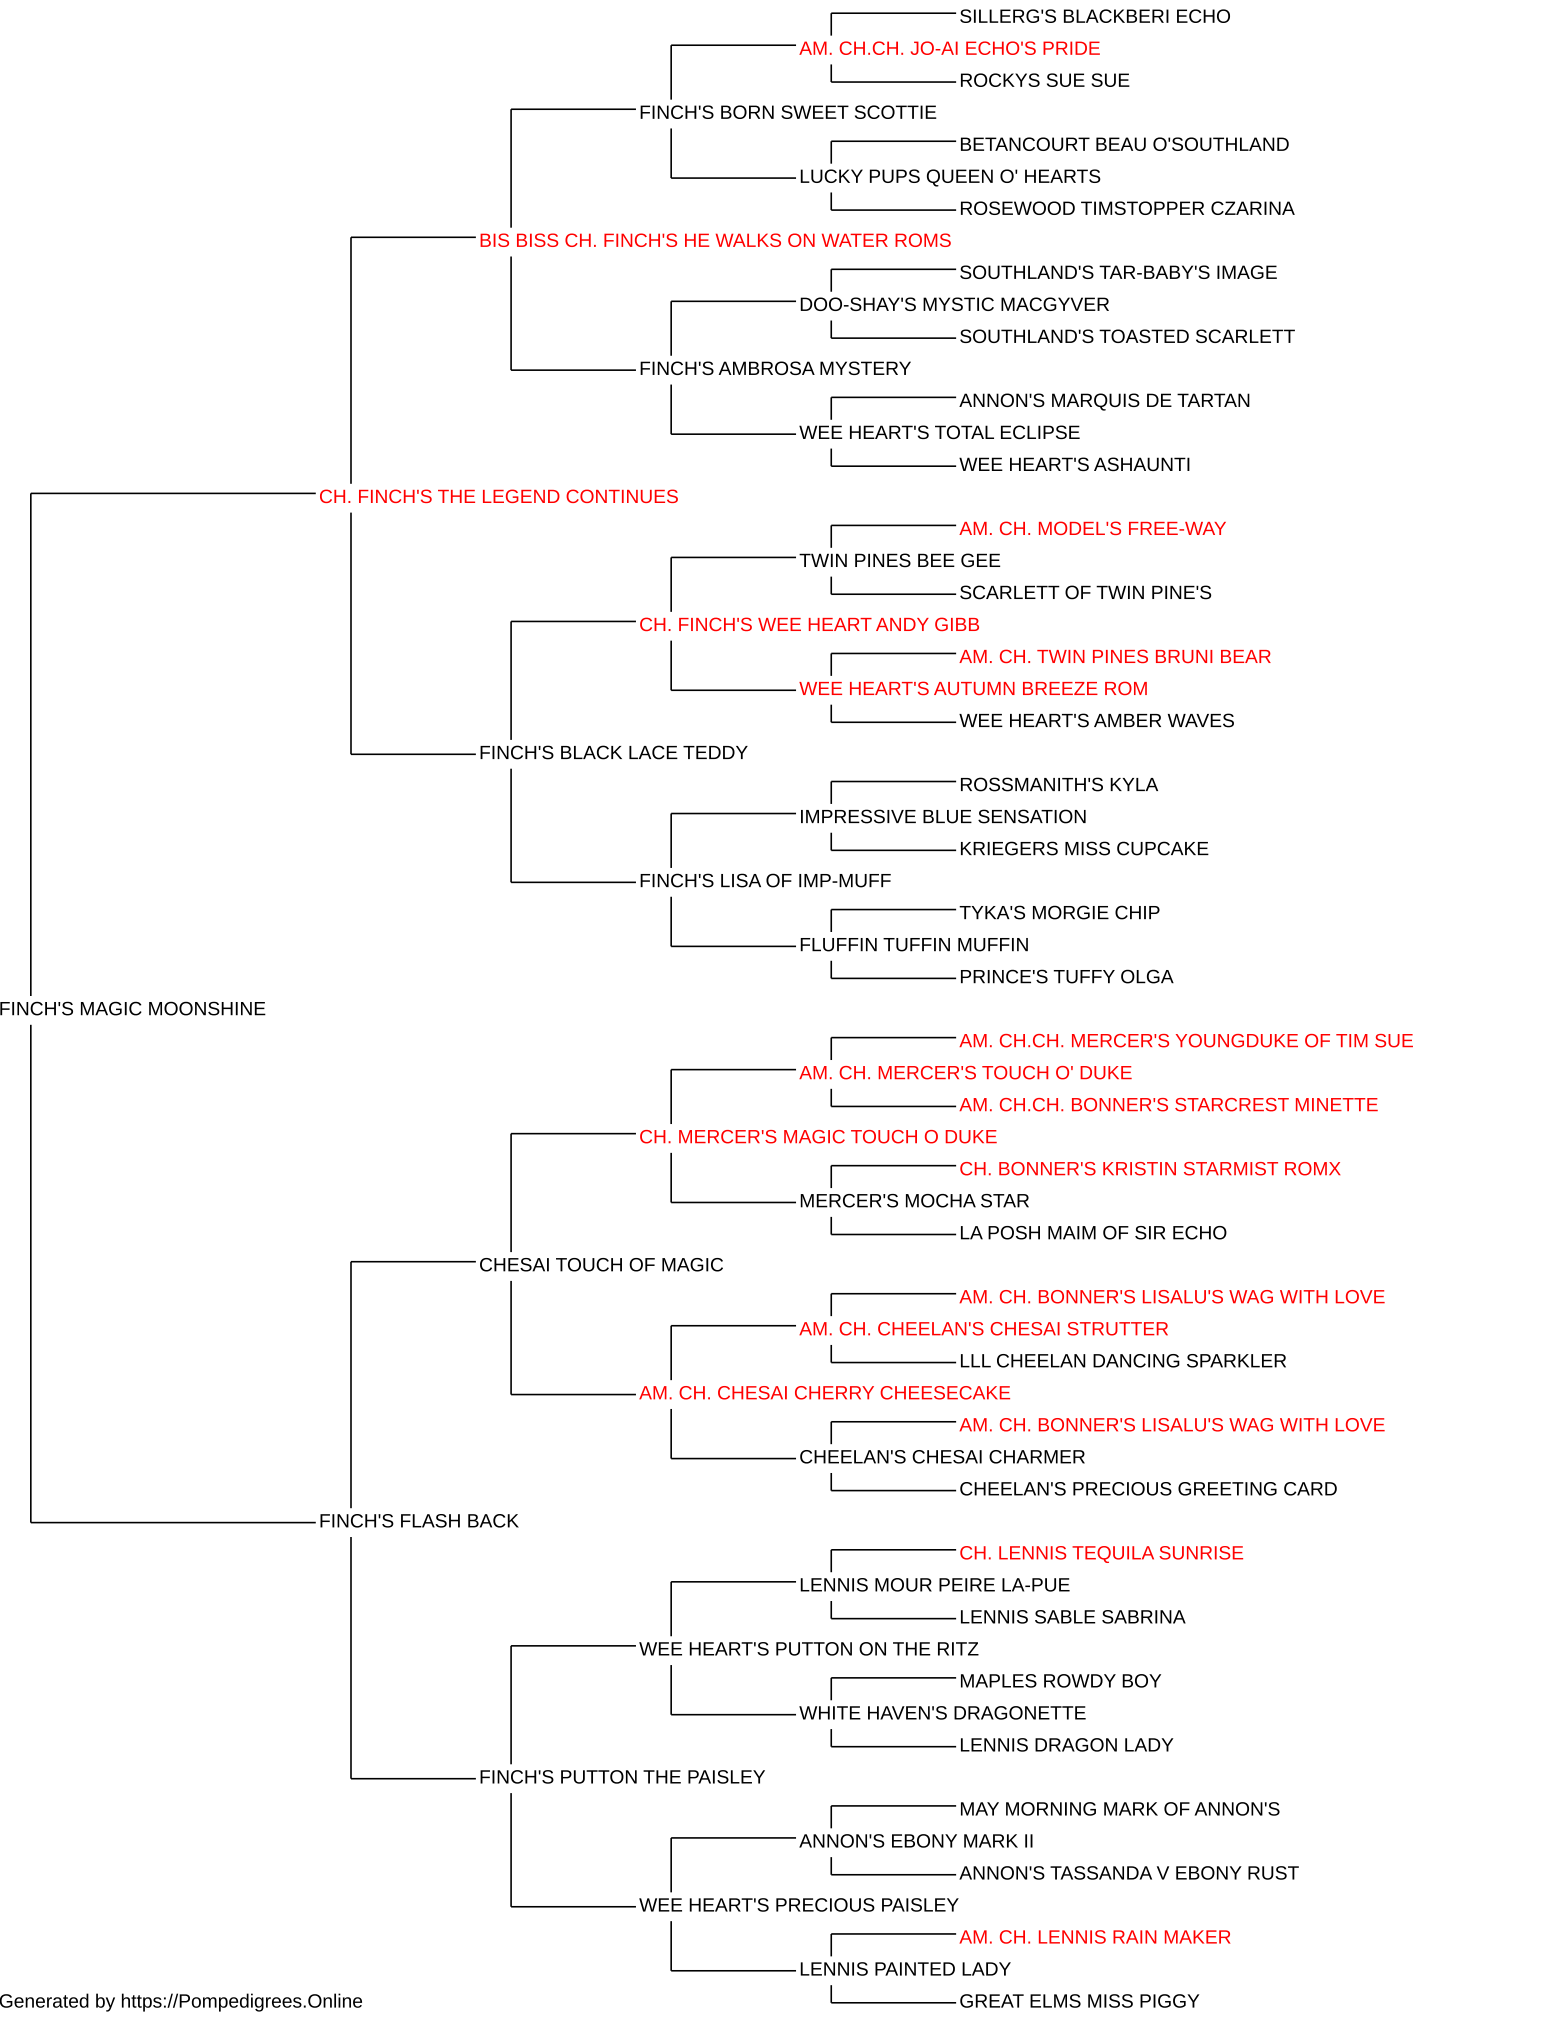 SILLERG'S BLACKBERI ECHO
AM. CH.CH. JO-AI ECHO'S PRIDE
ROCKYS SUE SUE
FINCH'S BORN SWEET SCOTTIE
BETANCOURT BEAU O'SOUTHLAND
LUCKY PUPS QUEEN O' HEARTS
ROSEWOOD TIMSTOPPER CZARINA
BIS BISS CH. FINCH'S HE WALKS ON WATER ROMS
SOUTHLAND'S TAR-BABY'S IMAGE
DOO-SHAY'S MYSTIC MACGYVER
SOUTHLAND'S TOASTED SCARLETT
FINCH'S AMBROSA MYSTERY
ANNON'S MARQUIS DE TARTAN
WEE HEART'S TOTAL ECLIPSE
WEE HEART'S ASHAUNTI
CH. FINCH'S THE LEGEND CONTINUES
AM. CH. MODEL'S FREE-WAY
TWIN PINES BEE GEE
SCARLETT OF TWIN PINE'S
CH. FINCH'S WEE HEART ANDY GIBB
AM. CH. TWIN PINES BRUNI BEAR
WEE HEART'S AUTUMN BREEZE ROM
WEE HEART'S AMBER WAVES
FINCH'S BLACK LACE TEDDY
ROSSMANITH'S KYLA
IMPRESSIVE BLUE SENSATION
KRIEGERS MISS CUPCAKE
FINCH'S LISA OF IMP-MUFF
TYKA'S MORGIE CHIP
FLUFFIN TUFFIN MUFFIN
PRINCE'S TUFFY OLGA
FINCH'S MAGIC MOONSHINE
AM. CH.CH. MERCER'S YOUNGDUKE OF TIM SUE
AM. CH. MERCER'S TOUCH O' DUKE
AM. CH.CH. BONNER'S STARCREST MINETTE
CH. MERCER'S MAGIC TOUCH O DUKE
CH. BONNER'S KRISTIN STARMIST ROMX
MERCER'S MOCHA STAR
LA POSH MAIM OF SIR ECHO
CHESAI TOUCH OF MAGIC
AM. CH. BONNER'S LISALU'S WAG WITH LOVE
AM. CH. CHEELAN'S CHESAI STRUTTER
LLL CHEELAN DANCING SPARKLER
AM. CH. CHESAI CHERRY CHEESECAKE
AM. CH. BONNER'S LISALU'S WAG WITH LOVE
CHEELAN'S CHESAI CHARMER
CHEELAN'S PRECIOUS GREETING CARD
FINCH'S FLASH BACK
CH. LENNIS TEQUILA SUNRISE
LENNIS MOUR PEIRE LA-PUE
LENNIS SABLE SABRINA
WEE HEART'S PUTTON ON THE RITZ
MAPLES ROWDY BOY
WHITE HAVEN'S DRAGONETTE
LENNIS DRAGON LADY
FINCH'S PUTTON THE PAISLEY
MAY MORNING MARK OF ANNON'S
ANNON'S EBONY MARK II
ANNON'S TASSANDA V EBONY RUST
WEE HEART'S PRECIOUS PAISLEY
AM. CH. LENNIS RAIN MAKER
LENNIS PAINTED LADY
GREAT ELMS MISS PIGGY
Generated by https://Pompedigrees.Online